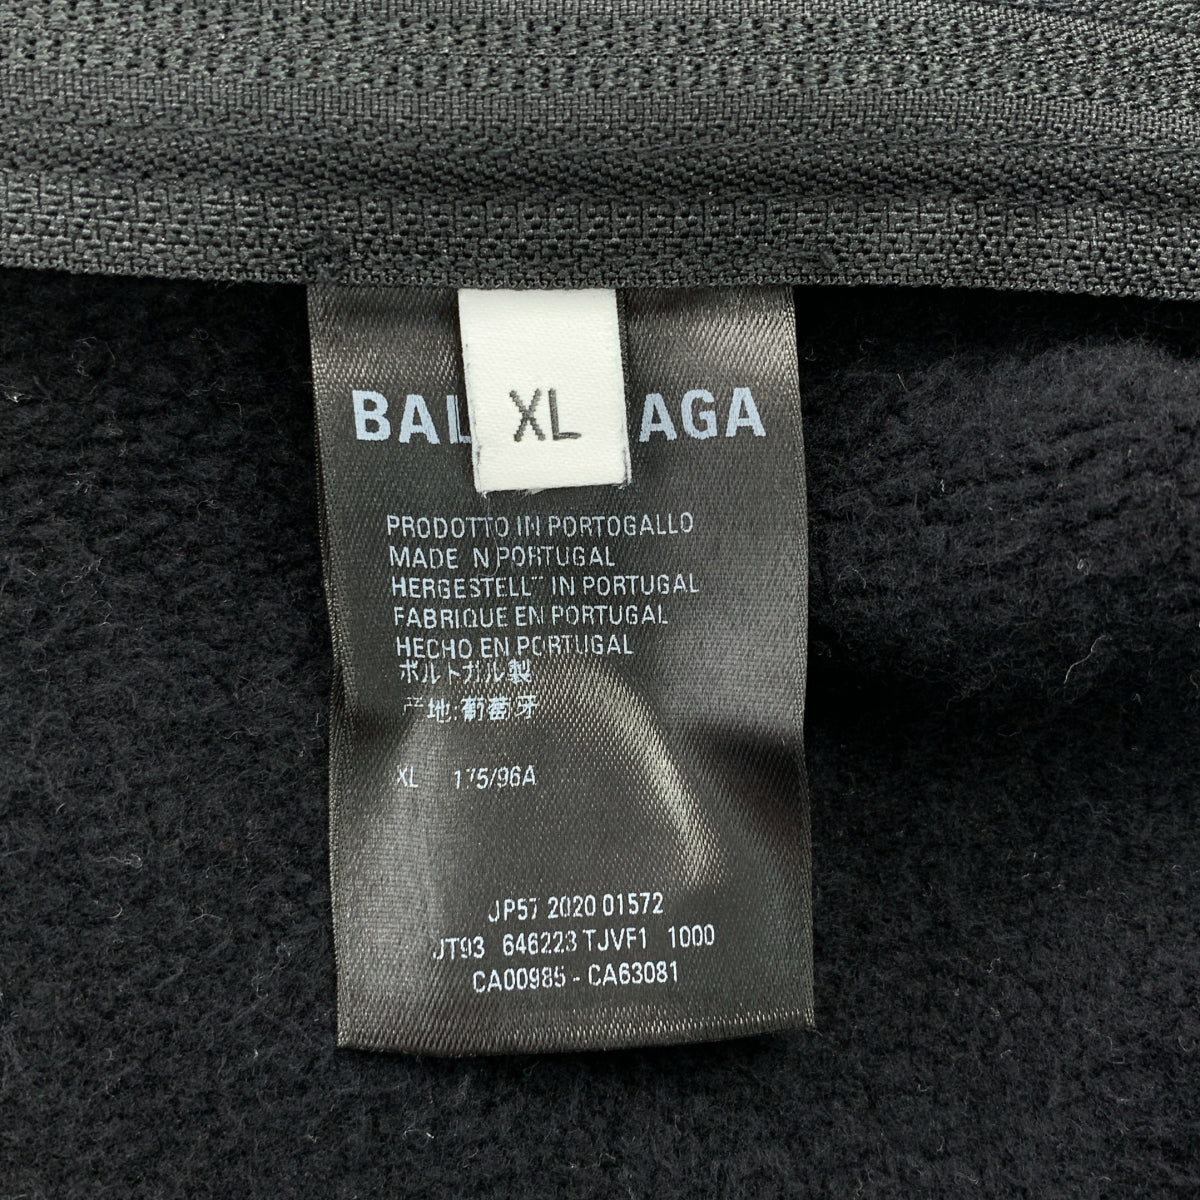 BAL AGA
XL
PRODOTTO IN PORTOGALLO
MADE IN PORTUGAL
HERGESTELLT IN PORTUGAL
FABRIQUE EN PORTUGAL
HECHO EN PORTUGAL
ポルトガル製
产地:葡萄牙
XL 175/96A
JP57 2020 01572
JT93 646223 TJVF1 1000
CA00985 - CA63081